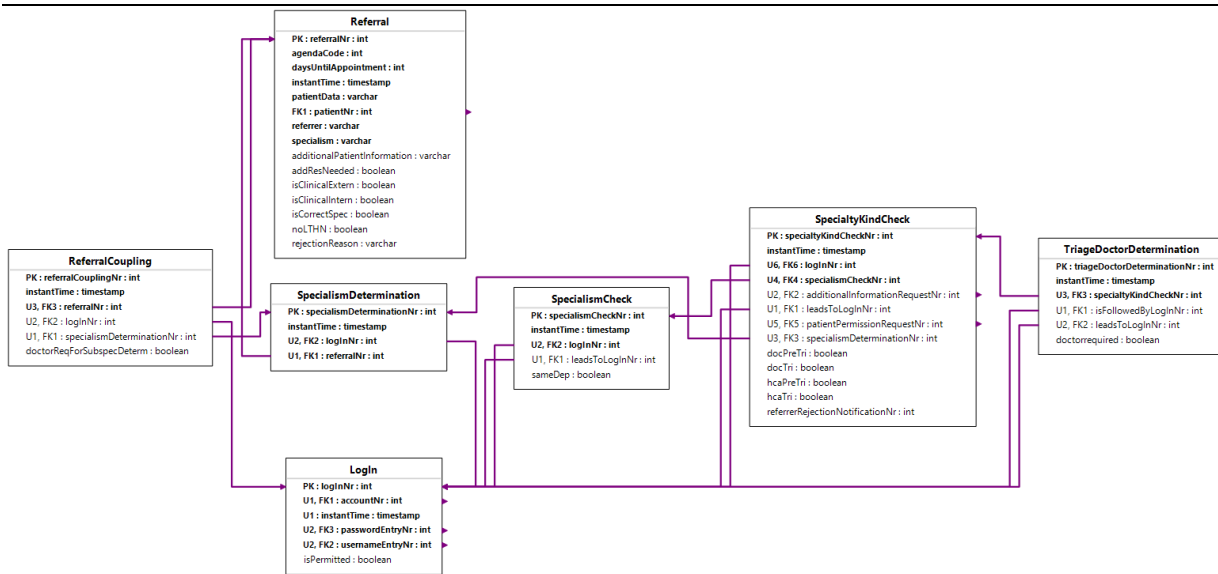 Referral
PK : referralNr : int
agendaCode : int
daysUntilAppointment : int
instantTime : timestamp
patientData : varchar
FK1 : patientNr : int
referrer : varchar
specialism : varchar
additionalPatientInformation : varchar
addResNeeded : boolean
isClinicalExtern : boolean
isClinicalIntern : boolean
isCorrectSpec : boolean
noLTHN : boolean
rejectionReason : varchar
ReferralCoupling
PK : referralCouplingNr : int
instantTime : timestamp
U3, FK3 : referralNr : int
U2, FK2 : logInNr : int
U1, FK1 : specialismDeterminationNr : int
doctorReqForSubspecDeterm : boolean
SpecialismDetermination
PK : specialismDeterminationNr : int
instantTime : timestamp
U2, FK2 : logInNr : int
U1, FK1 : referralNr : int
SpecialismCheck
PK : specialismCheckNr : int
instantTime : timestamp
U2, FK2 : logInNr : int
U1, FK1 : leadsToLogInNr : int
sameDep : boolean
SpecialtyKindCheck
PK : specialtyKindCheckNr : int
instantTime : timestamp
U6, FK6 : logInNr : int
U4, FK4 : specialismCheckNr : int
U2, FK2 : additionalInformationRequestNr : int
U1, FK1 : leadsToLogInNr : int
U5, FK5 : patientPermissionRequestNr : int
U3, FK3 : specialismDeterminationNr : int
docPreTri : boolean
docTri : boolean
hcaPreTri : boolean
hcaTri : boolean
referrerRejectionNotificationNr : int
TriageDoctorDetermination
PK : triageDoctorDeterminationNr : int
instantTime : timestamp
U3, FK3 : specialtyKindCheckNr : int
U1, FK1 : isFollowedByLogInNr : int
U2, FK2 : leadsToLogInNr : int
doctorrequired : boolean
LogIn
PK : logInNr : int
U1, FK1 : accountNr : int
U1 : instantTime : timestamp
U2, FK3 : passwordEntryNr : int
U2, FK2 : usernameEntryNr : int
isPermitted : boolean